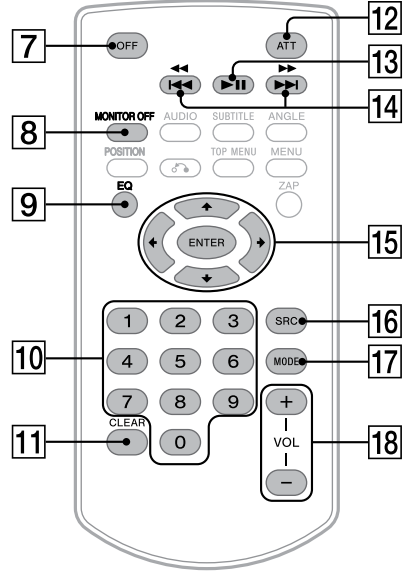 7 OFF ATT 12
13
14
8 MONITOR OFF AUDIO SUBTITLE ANGLE
POSITION TOP MENU MENU
9 EQ ZAP
ENTER 15
1 2 3 SRC 16
10 4 5 6 MODE 17
7 8 9 +
CLEAR
11 0 VOL 18
−